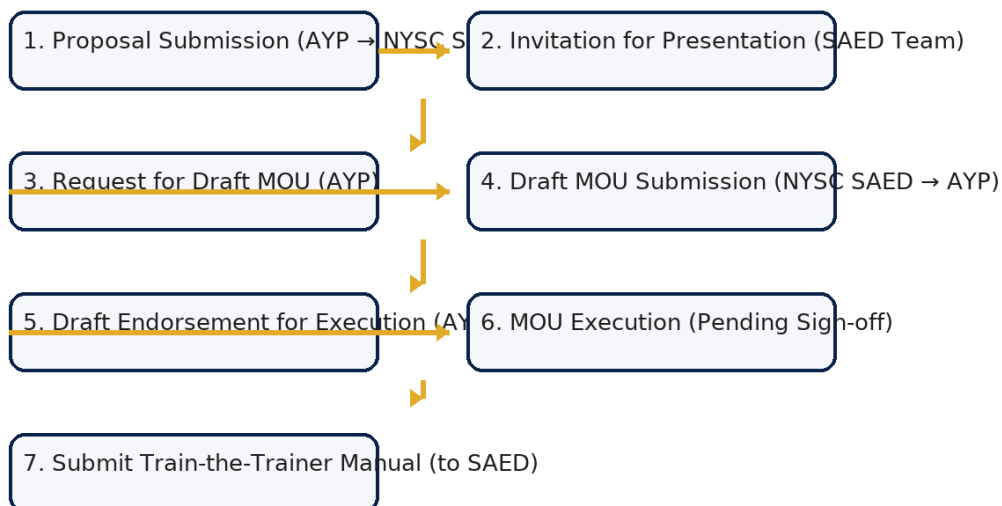 1. Proposal Submission (AYP → NYSC S
2. Invitation for Presentation (SAED Team)
3. Request for Draft MOU (AYP)
4. Draft MOU Submission (NYSC SAED → AYP)
5. Draft Endorsement for Execution (AY
6. MOU Execution (Pending Sign-off)
7. Submit Train-the-Trainer Manual (to SAED)